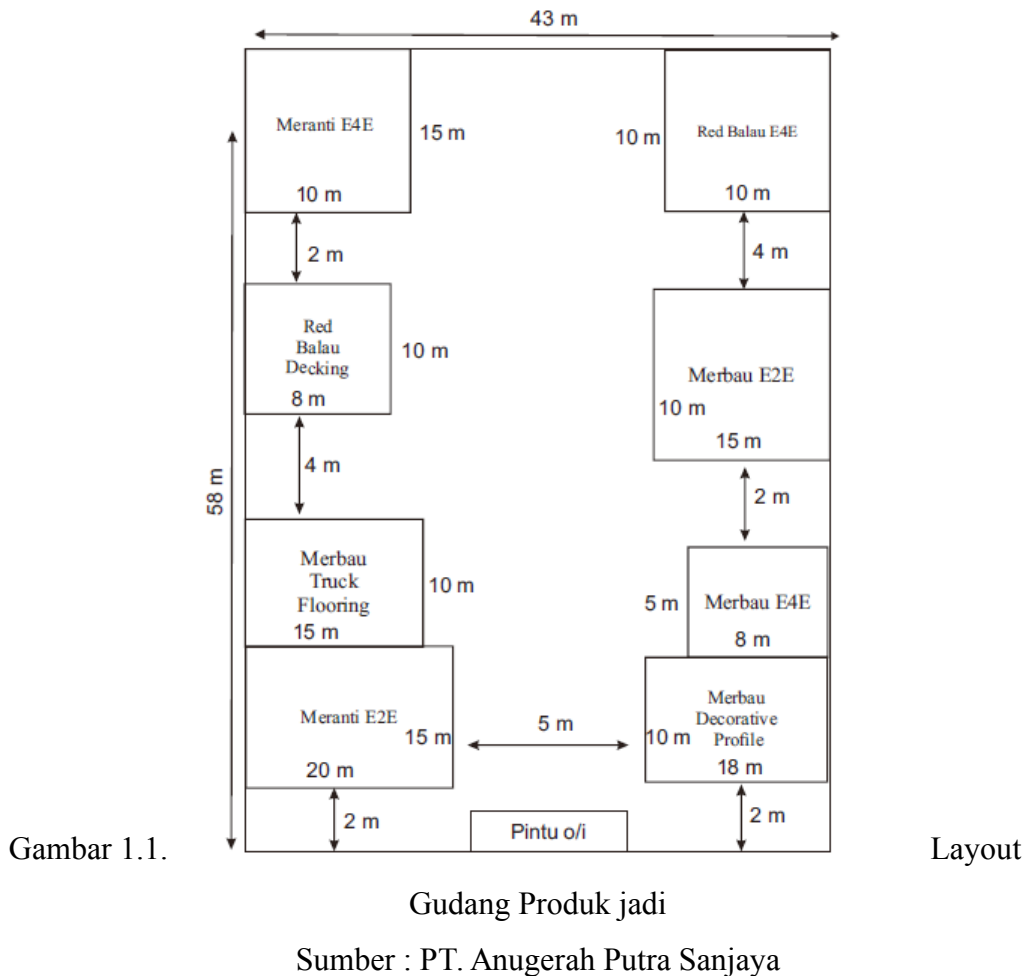 43 m
Meranti E4E
15 m
10 m
10 m
Red Balau E4E
10 m
2 m
4 m
Red
Balau
Decking
8 m
10 m
Merbau E2E
10 m
15 m
4 m
58 m
2 m
Merbau
Truck
Flooring
15 m
10 m
5 m
Merbau E4E
8 m
Meranti E2E
15 m
20 m
5 m
Merbau
Decorative
Profile
10 m
18 m
2 m
Pintu o/i
2 m
Gambar 1.1. Layout
Gudang Produk jadi
Sumber : PT. Anugerah Putra Sanjaya